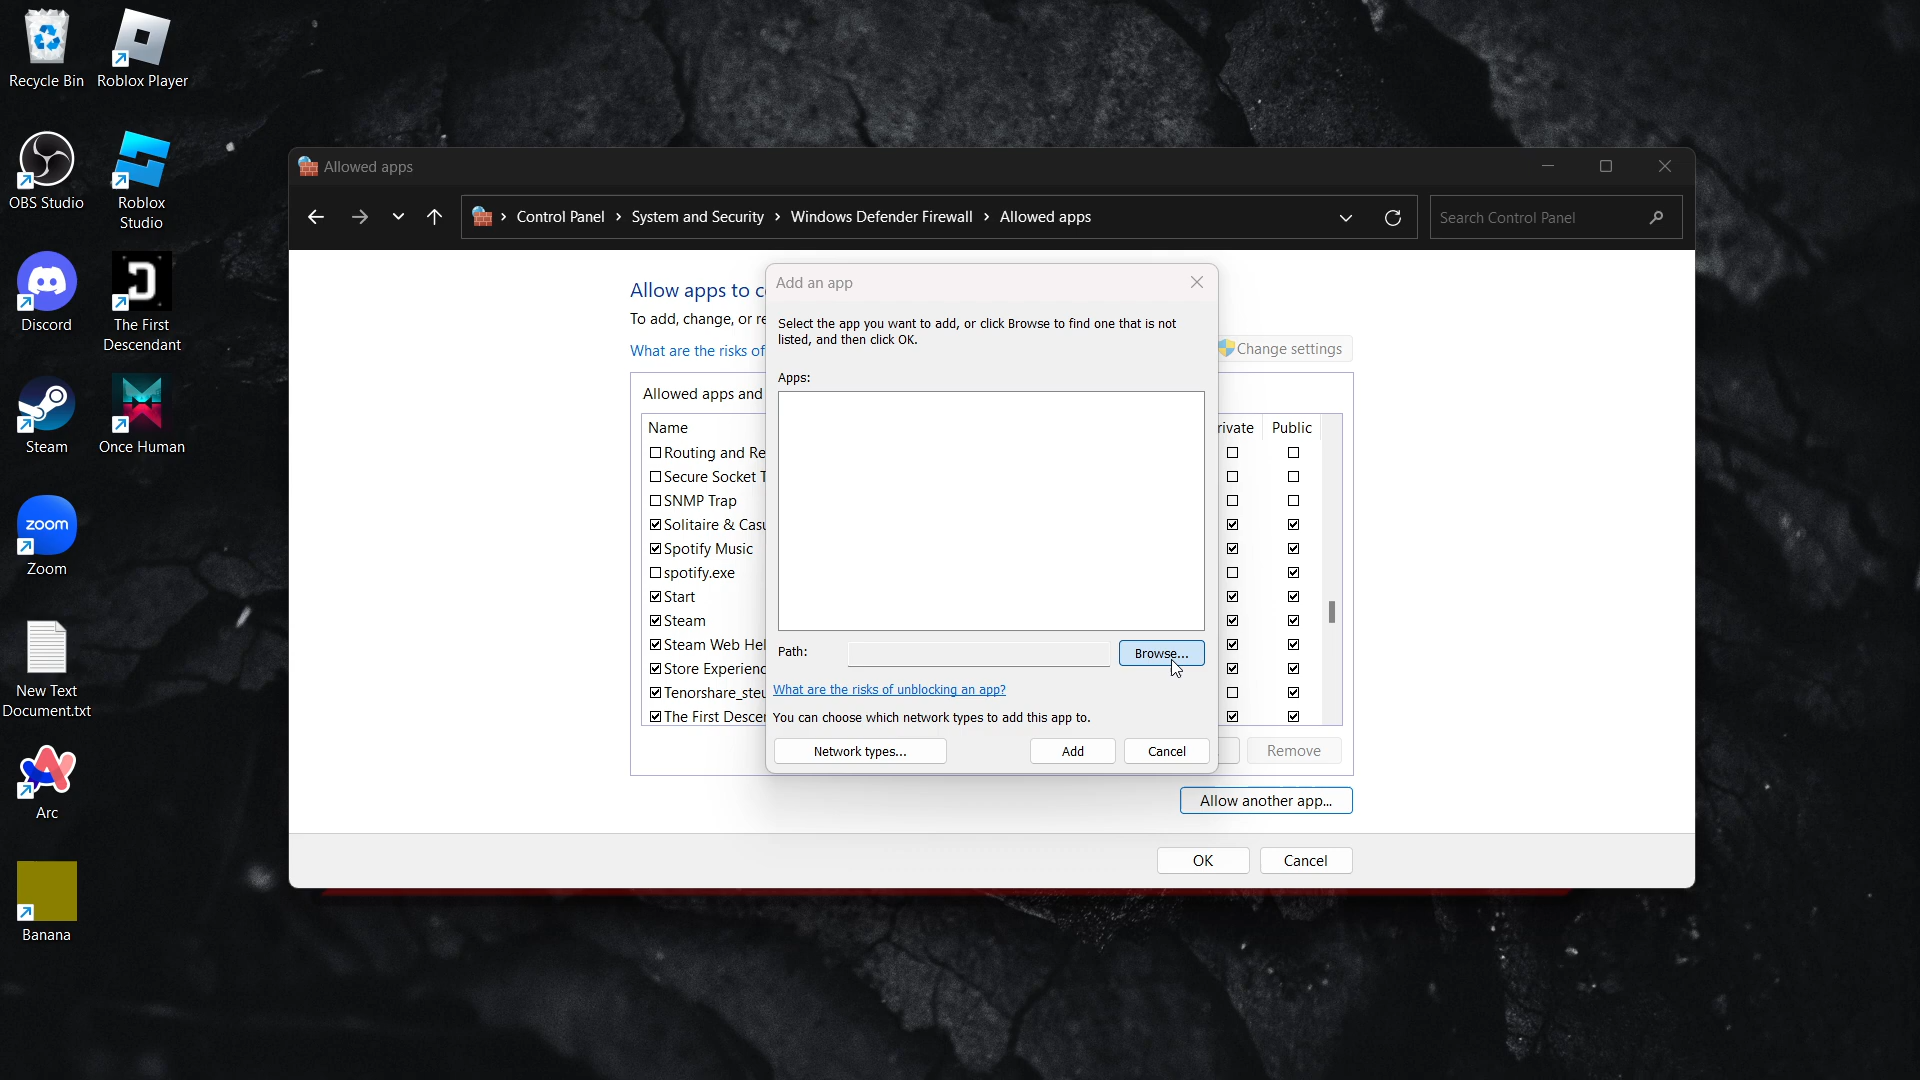 Recycle Bin
Roblox Player
OBS Studio
Roblox
Studio
Discord
The First
Descendant
Steam
Once Human
zoom
Zoom
New Text
Document.txt
Arc
Banana
Allowed apps
Control Panel > System and Security > Windows Defender Firewall > Allowed apps
Search Control Panel
Allow apps to c
To add, change, or re
What are the risks of
Change settings
Allowed apps and
Name
rivate
Public
Routing and Re
Secure Socket T
SNMP Trap
Solitaire & Casu
Spotify Music
spotify.exe
Start
Steam
Steam Web Hel
Store Experienc
Tenorshare_steu
The First Descer
Remove
Allow another app...
OK
Cancel
Add an app
Select the app you want to add, or click Browse to find one that is not
listed, and then click OK.
Apps:
Path:
Browse...
What are the risks of unblocking an app?
You can choose which network types to add this app to.
Network types...
Add
Cancel